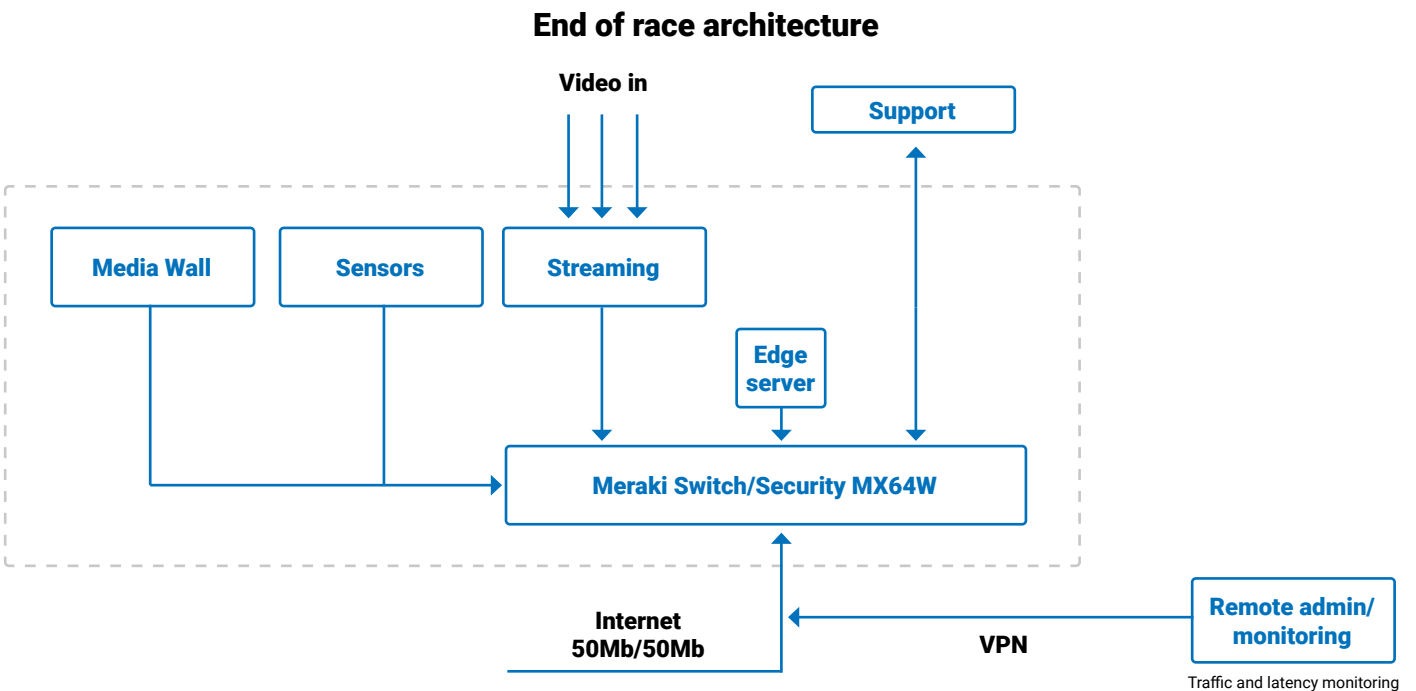 End of race architecture
Video in
Support
Media Wall
Sensors
Streaming
Edge
server
Meraki Switch/Security MX64W
Internet
50Mb/50Mb
VPN
Remote admin/
monitoring
Traffic and latency monitoring